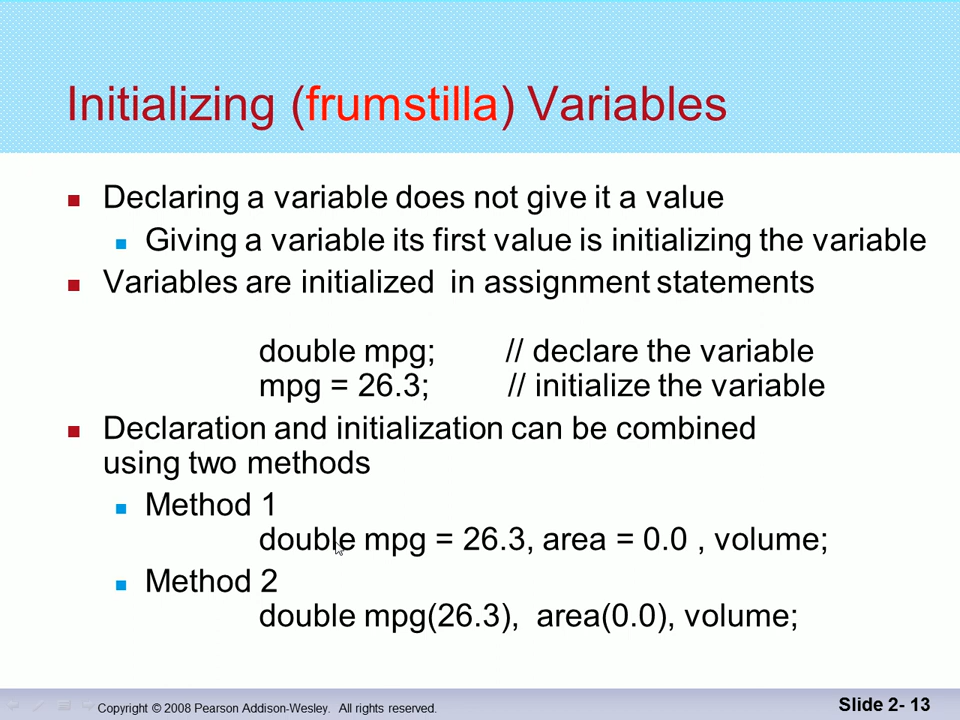 Initializing (frumstilla) Variables
Declaring a variable does not give it a value
Giving a variable its first value is initializing the variable
Variables are initialized in assignment statements
double mpg; // declare the variable
mpg = 26.3; // initialize the variable
Declaration and initialization can be combined
using two methods
Method 1
double mpg = 26.3, area = 0.0 , volume;
Method 2
double mpg(26.3), area(0.0), volume;
Copyright © 2008 Pearson Addison-Wesley. All rights reserved.
Slide 2- 13